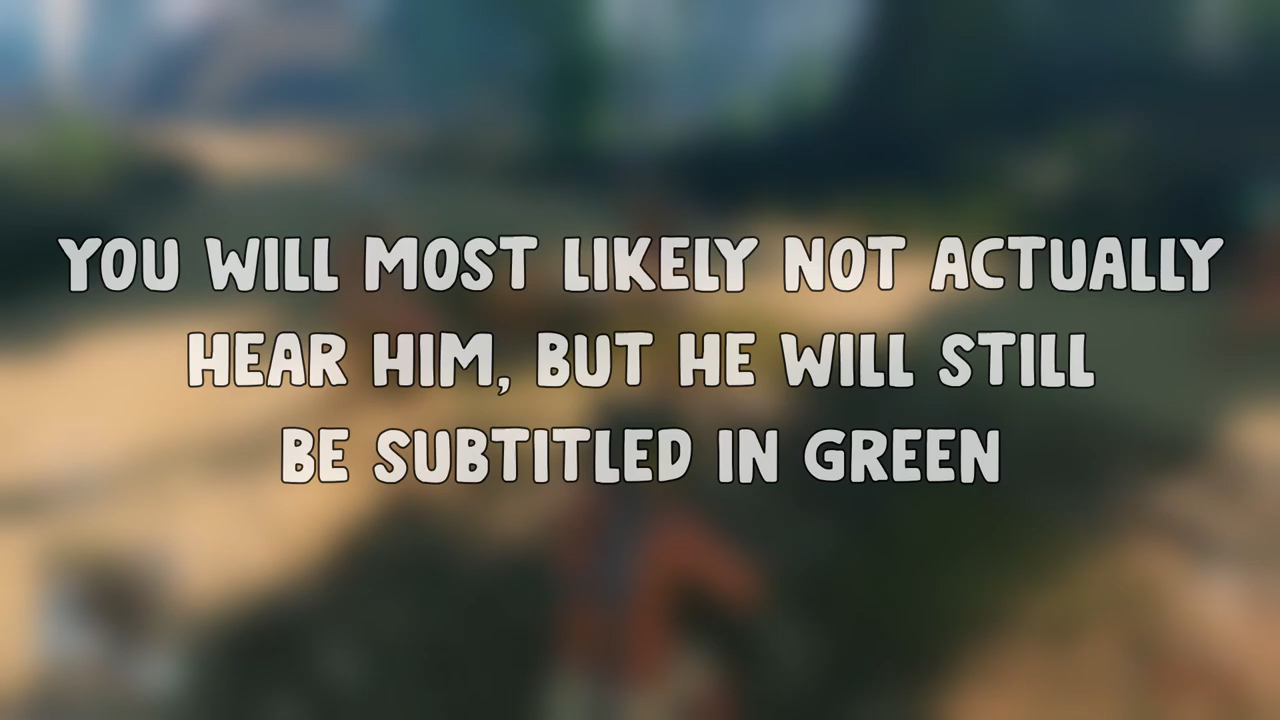 YOU WILL MOST LIKELY NOT ACTUALLY
HEAR HIM, BUT HE WILL STILL
BE SUBTITLED IN GREEN